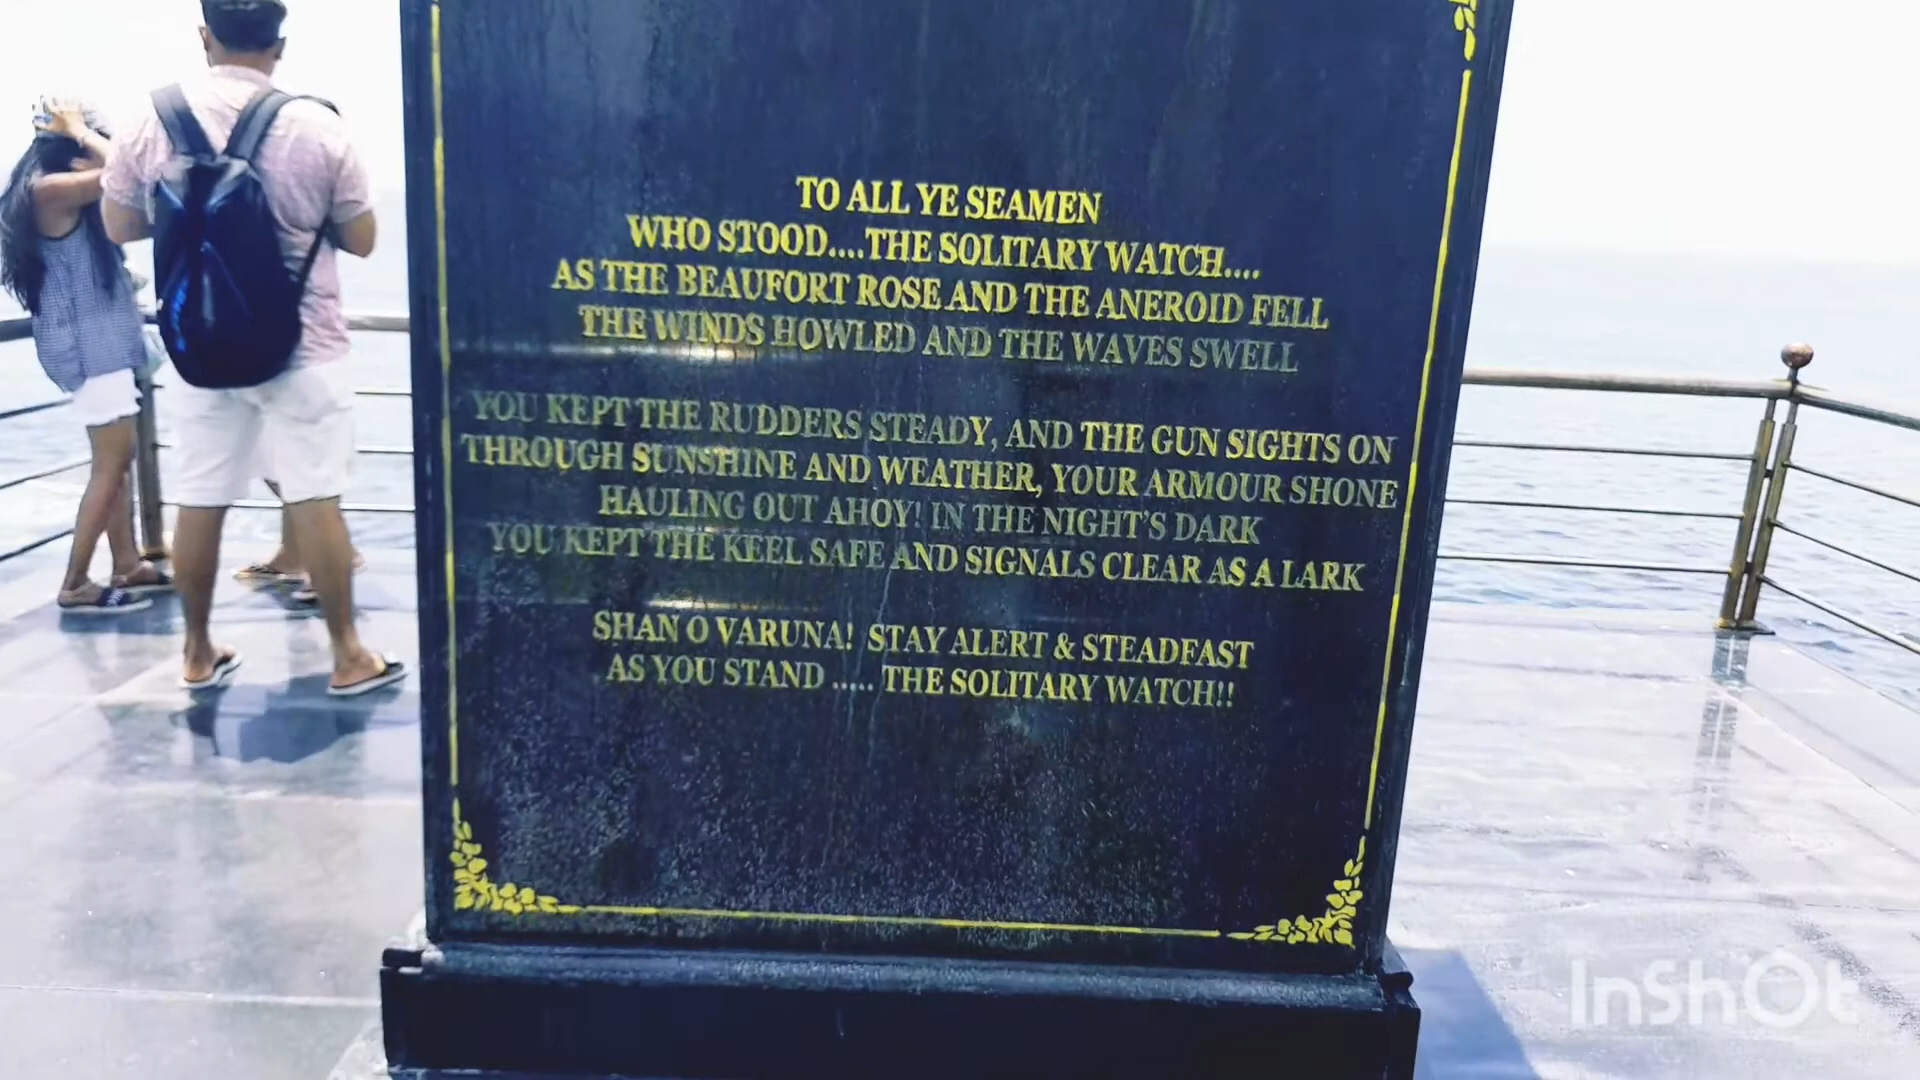 TO ALL YE SEAMEN
WHO STOOD....THE SOLITARY WATCH....
AS THE BEAUFORT ROSE AND THE ANEROID FELL
THE WINDS HOWLED AND THE WAVES SWELL
YOU KEPT THE RUDDERS STEADY, AND THE GUN SIGHTS ON
THROUGH SUNSHINE AND WEATHER, YOUR ARMOUR SHONE
HAULING OUT AHOY! IN THE NIGHT'S DARK
YOU KEPT THE KEEL SAFE AND SIGNALS CLEAR AS A LARK
SHAN O VARUNA! STAY ALERT & STEADFAST
AS YOU STAND ..... THE SOLITARY WATCH!!
InShOt